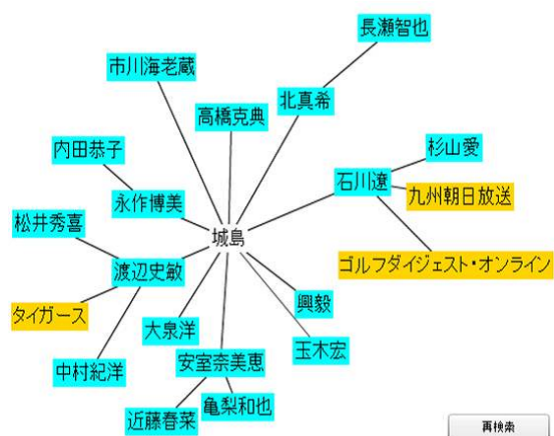 長瀬智也
市川海老蔵
北真希
高橋克典
杉山愛
内田恭子
石川遼
九州朝日放送
永作博美
松井秀喜
城島
渡辺史敏
ゴルフダイジェスト・オンライン
興毅
タイガース
大泉洋
玉木宏
安室奈美恵
中村紀洋
亀梨和也
近藤春菜
再検索